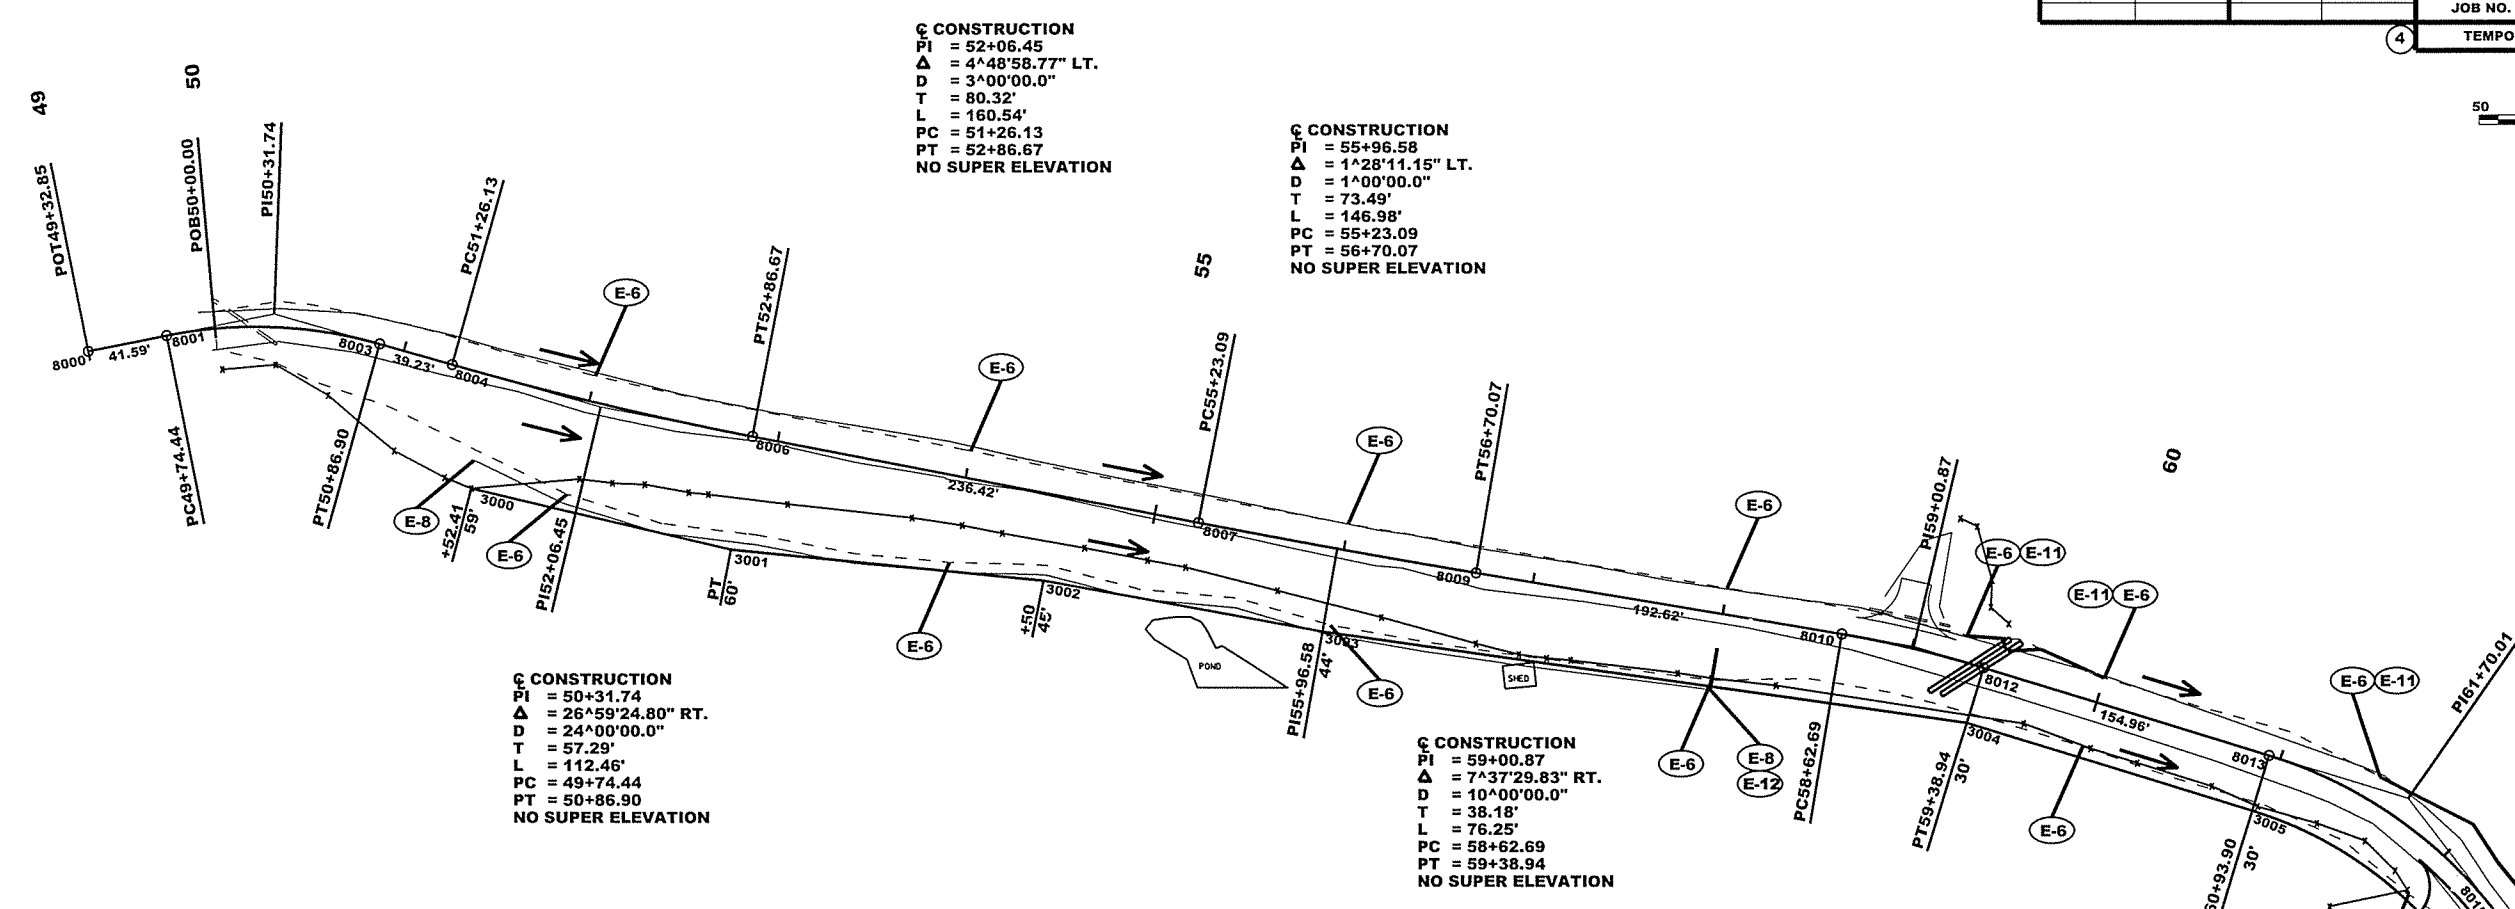 JOB NO.
4
TEMPO
50
℄ CONSTRUCTION
PI = 52+06.45
Δ = 4^48'58.77" LT.
D = 3^00'00.0"
T = 80.32'
L = 160.54'
PC = 51+26.13
PT = 52+86.67
NO SUPER ELEVATION
℄ CONSTRUCTION
PI = 55+96.58
Δ = 1^28'11.15" LT.
D = 1^00'00.0"
T = 73.49'
L = 146.98'
PC = 55+23.09
PT = 56+70.07
NO SUPER ELEVATION
49
50
55
60
POT49+32.85
POB50+00.00
PI50+31.74
PC51+26.13
PT52+86.67
PC55+23.09
PT56+70.07
PI59+00.87
PI61+70.01
E-6
E-6
E-6
E-6
E-6 E-11
E-11 E-6
E-6 E-11
8000
41.59'
8001
8003
39.23'
8004
8006
236.42'
8007
8009
192.62'
8010
8012
154.96'
8013
PC49+74.44
PT50+86.90
E-8
+52.41
59'
3000
E-6
PI52+06.45
PT
60'
3001
E-6
+50
45'
3002
POND
PI55+96.58
44'
3003
E-6
SHED
E-6
E-8
E-12
PC58+62.69
PT59+38.94
30'
3004
E-6
3005
60+93.90
30'
℄ CONSTRUCTION
PI = 50+31.74
Δ = 26^59'24.80" RT.
D = 24^00'00.0"
T = 57.29'
L = 112.46'
PC = 49+74.44
PT = 50+86.90
NO SUPER ELEVATION
℄ CONSTRUCTION
PI = 59+00.87
Δ = 7^37'29.83" RT.
D = 10^00'00.0"
T = 38.18'
L = 76.25'
PC = 58+62.69
PT = 59+38.94
NO SUPER ELEVATION